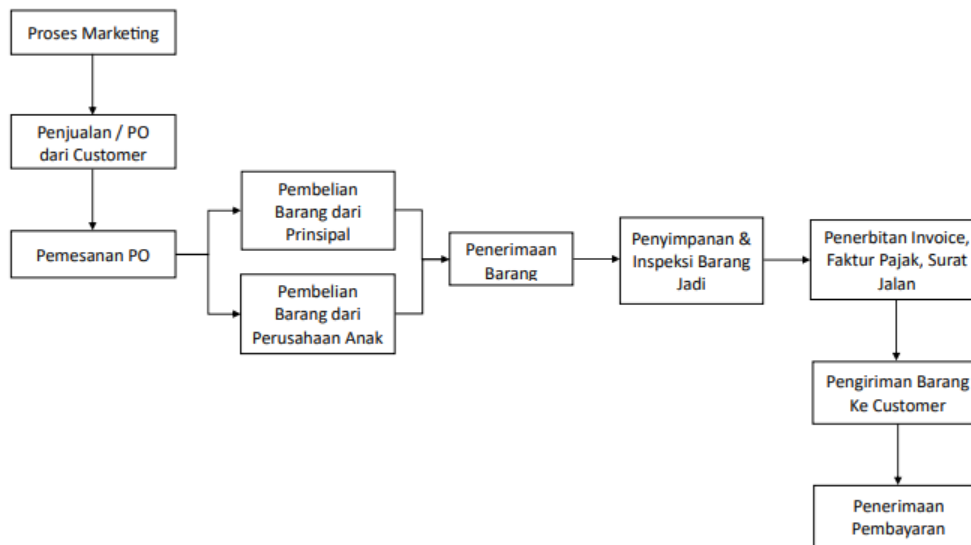 Proses Marketing
Penjualan / PO
dari Customer
Pemesanan PO
Pembelian
Barang dari
Prinsipal
Pembelian
Barang dari
Perusahaan Anak
Penerimaan
Barang
Penyimpanan &
Inspeksi Barang
Jadi
Penerbitan Invoice,
Faktur Pajak, Surat
Jalan
Pengiriman Barang
Ke Customer
Penerimaan
Pembayaran